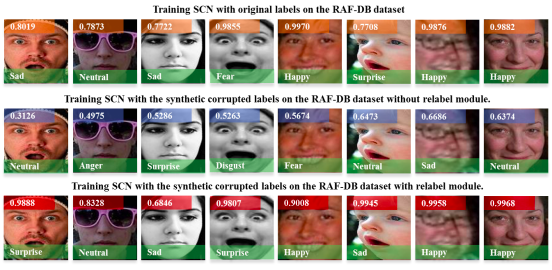 Training SCN with original labels on the RAF-DB dataset
0.8019 0.7873 0.7722 0.9855 0.9970 0.7708 0.9876 0.9882
Sad Neutral Sad Fear Happy Surprise Happy Happy
Training SCN with the synthetic corrupted labels on the RAF-DB dataset without relabel module.
0.3126 0.4975 0.5286 0.5263 0.5674 0.6473 0.6686 0.6374
Neutral Anger Surprise Disgust Fear Neutral Sad Neutral
Training SCN with the synthetic corrupted labels on the RAF-DB dataset with relabel module.
0.9888 0.8328 0.6846 0.9807 0.9008 0.9945 0.9958 0.9968
Surprise Neutral Sad Surprise Happy Sad Happy Happy